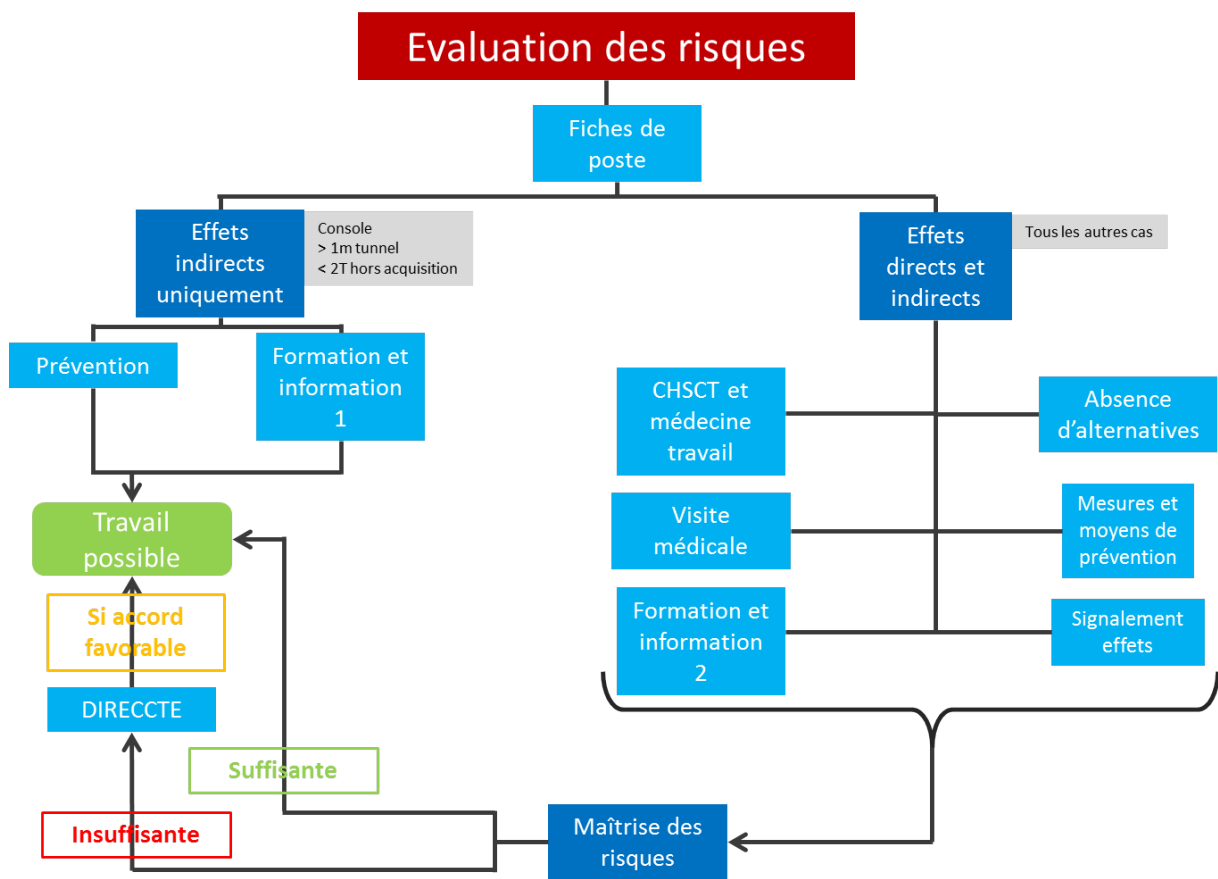 Evaluation des risques
Fiches de
poste
Effets
indirects
uniquement
Console
> 1m tunnel
< 2T hors acquisition
Effets
directs et
indirects
Tous les autres cas
Prévention
Formation et
information
1
CHSCT et
médecine
travail
Absence
d’alternatives
Travail
possible
Visite
médicale
Mesures et
moyens de
prévention
Si accord
favorable
Formation et
information
2
Signalement
effets
DIRECCTE
Suffisante
Insuffisante
Maîtrise des
risques